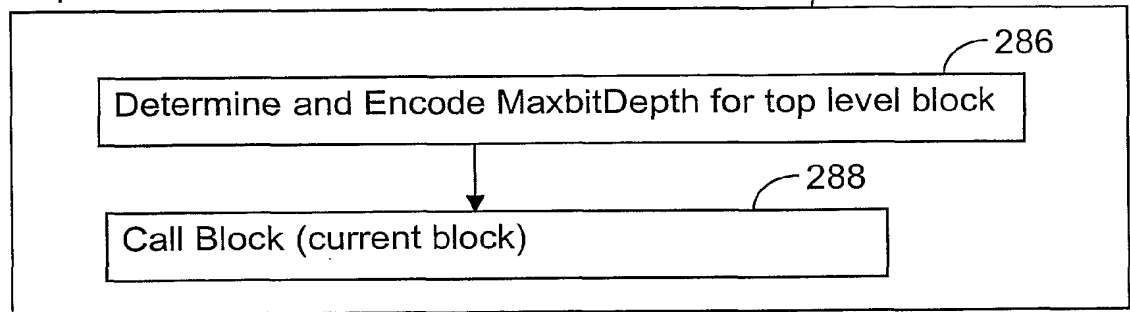 286
Determine and Encode MaxbitDepth for top level block
288
Call Block (current block)